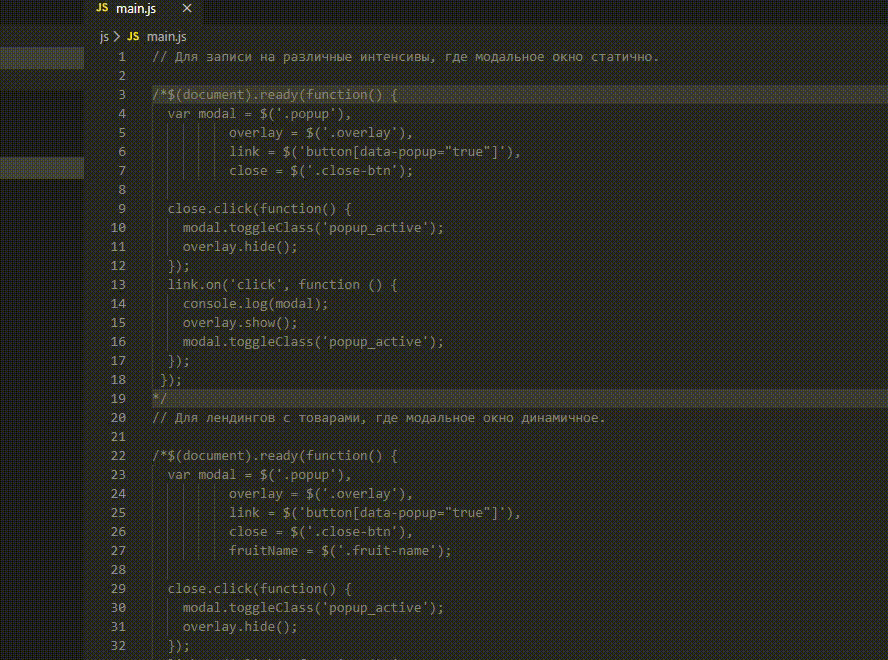 JS main.js ×
js > JS main.js
1 // Для записи на различные интенсивы, где модальное окно статично.
2
3 /*$(document).ready(function() {
4 var modal = $('.popup'),
5 overlay = $('.overlay'),
6 link = $('button[data-popup="true"]'),
7 close = $('.close-btn');
8
9 close.click(function() {
10 modal.toggleClass('popup_active');
11 overlay.hide();
12 });
13 link.on('click', function () {
14 console.log(modal);
15 overlay.show();
16 modal.toggleClass('popup_active');
17 });
18 });
19 */
20 // Для лендингов с товарами, где модальное окно динамичное.
21
22 /*$(document).ready(function() {
23 var modal = $('.popup'),
24 overlay = $('.overlay'),
25 link = $('button[data-popup="true"]'),
26 close = $('.close-btn'),
27 fruitName = $('.fruit-name');
28
29 close.click(function() {
30 modal.toggleClass('popup_active');
31 overlay.hide();
32 });